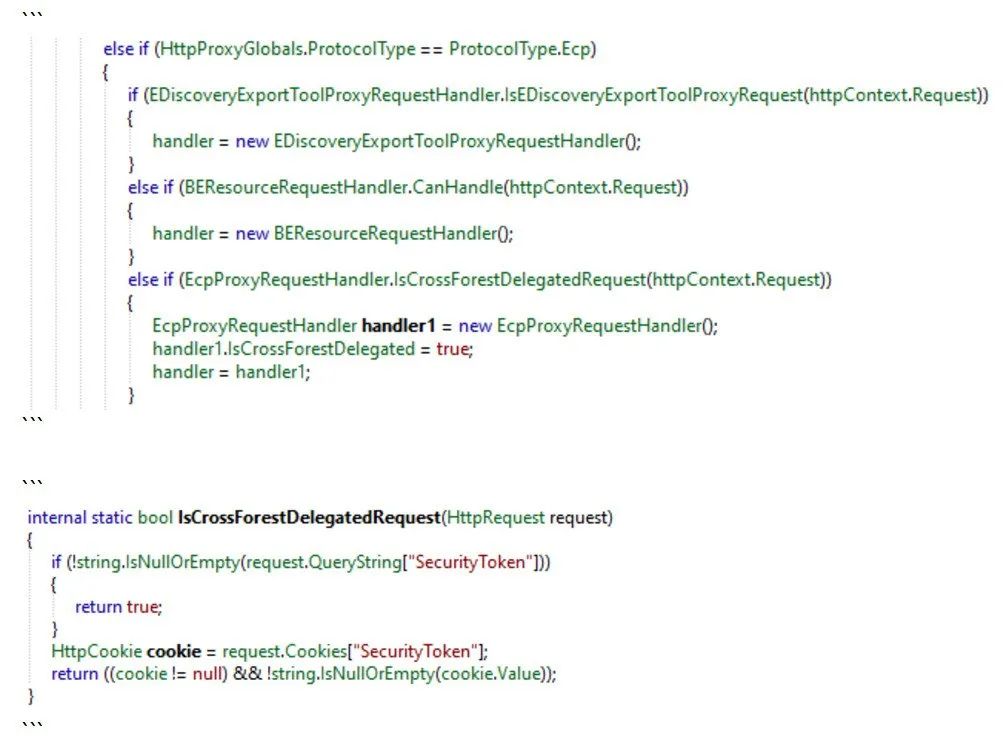 ```
else if (HttpProxyGlobals.ProtocolType == ProtocolType.Ecp)
{
if (EDiscoveryExportToolProxyRequestHandler.IsEDiscoveryExportToolProxyRequest(httpContext.Request))
{
handler = new EDiscoveryExportToolProxyRequestHandler();
}
else if (BEResourceRequestHandler.CanHandle(httpContext.Request))
{
handler = new BEResourceRequestHandler();
}
else if (EcpProxyRequestHandler.IsCrossForestDelegatedRequest(httpContext.Request))
{
EcpProxyRequestHandler handler1 = new EcpProxyRequestHandler();
handler1.IsCrossForestDelegated = true;
handler = handler1;
}
```
```
internal static bool IsCrossForestDelegatedRequest(HttpRequest request)
{
if (!string.IsNullOrEmpty(request.QueryString["SecurityToken"]))
{
return true;
}
HttpCookie cookie = request.Cookies["SecurityToken"];
return ((cookie != null) && !string.IsNullOrEmpty(cookie.Value));
}
```